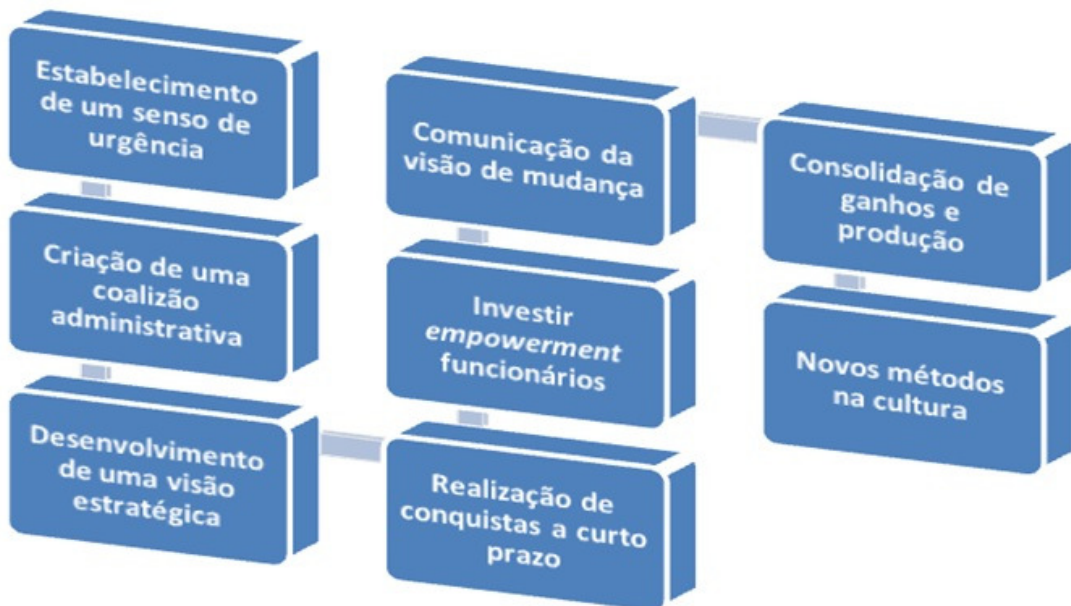 Estabelecimento
de um senso de
urgência
Criação de uma
coalizão
administrativa
Desenvolvimento
de uma visão
estratégica
Realização de
conquistas a curto
prazo
Investir
empowerment
funcionários
Comunicação da
visão de mudança
Consolidação de
ganhos e
produção
Novos métodos
na cultura